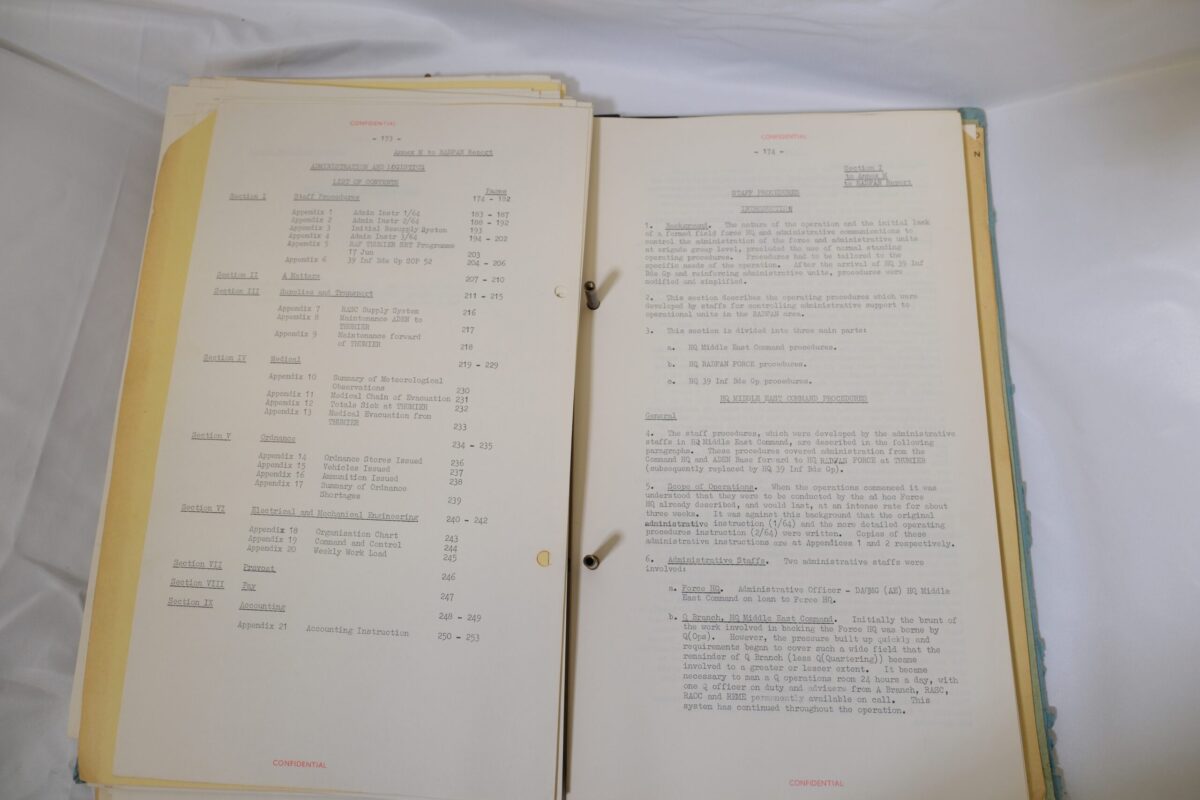 CONFIDENTIAL
- 173 -
Annex M to RADFAN Report
ADMINISTRATION AND LOGISTICS
LIST OF CONTENTS
Pages
Section I Staff Procedures 174 - 182
Appendix 1 Admin Instr 1/64 183 - 187
Appendix 2 Admin Instr 2/64 188 - 192
Appendix 3 Initial Resupply System 193
Appendix 4 Admin Instr 3/64 194 - 202
Appendix 5 RAF THUMIER Programme
17 Jun 203
Appendix 6 39 Inf Bde Gp SOP 52 204 - 206
Section II A Matters 207 - 210
Section III Supplies and Transport 211 - 215
Appendix 7 RASC Supply System 216
Appendix 8 Maintenance ADEN to
THUMIER 217
Appendix 9 Maintenance forward
of THUMIER 218
Section IV Medical 219 - 229
Appendix 10 Summary of Meteorological
Observations 230
Appendix 11 Medical Chain of Evacuation 231
Appendix 12 Totals Sick at THUMIER 232
Appendix 13 Medical Evacuation from
THUMIER 233
Section V Ordnance 234 - 235
Appendix 14 Ordnance Stores Issued 236
Appendix 15 Vehicles Issued 237
Appendix 16 Ammunition Issued 238
Appendix 17 Summary of Ordnance
Shortages 239
Section VI Electrical and Mechanical Engineering 240 - 242
Appendix 18 Organisation Chart 243
Appendix 19 Command and Control 244
Appendix 20 Weekly Work Load 245
Section VII Provost 246
Section VIII Pay 247
Section IX Accounting 248 - 249
Appendix 21 Accounting Instruction 250 - 253
CONFIDENTIAL
CONFIDENTIAL
- 174 -
Section I
to Annex M
to RADFAN Report
STAFF PROCEDURES
INTRODUCTION
1. Background. The nature of the operation and the initial lack
of a formed field force HQ and administrative communications to
control the administration of the force and administrative units
at brigade group level, precluded the use of normal standing
operating procedures. Procedures had to be tailored to the
specific needs of the operation. After the arrival of HQ 39 Inf
Bde Gp and reinforcing administrative units, procedures were
modified and simplified.
2. This section describes the operating procedures which were
developed by staffs for controlling administrative support to
operational units in the RADFAN area.
3. This section is divided into three main parts:
a. HQ Middle East Command procedures.
b. HQ RADFAN FORCE procedures.
c. HQ 39 Inf Bde Gp procedures.
HQ MIDDLE EAST COMMAND PROCEDURES
General
4. The staff procedures, which were developed by the administrative
staffs in HQ Middle East Command, are described in the following
paragraphs. These procedures covered administration from the
Command HQ and ADEN Base forward to HQ RADFAN FORCE at THUMIER
(subsequently replaced by HQ 39 Inf Bde Gp).
5. Scope of Operations. When the operations commenced it was
understood that they were to be conducted by the ad hoc Force
HQ already described, and would last, at an intense rate for about
three weeks. It was against this background that the original
administrative instruction (1/64) and the more detailed operating
procedures instruction (2/64) were written. Copies of these
administrative instructions are at Appendices 1 and 2 respectively.
6. Administrative Staffs. Two administrative staffs were
involved:
a. Force HQ. Administrative Officer - DAQMG (AE) HQ Middle
East Command on loan to Force HQ.
b. Q Branch, HQ Middle East Command. Initially the brunt of
the work involved in backing the Force HQ was borne by
Q(Ops). However, the pressure built up quickly and
requirements began to cover such a wide field that the
remainder of Q Branch (less Q(Quartering)) became
involved to a greater or lesser extent. It became
necessary to man a Q operations room 24 hours a day, with
one Q officer on duty and advisers from A Branch, RASC,
RAOC and REME permanently available on call. This
system has continued throughout the operation.
CONFIDENTIAL